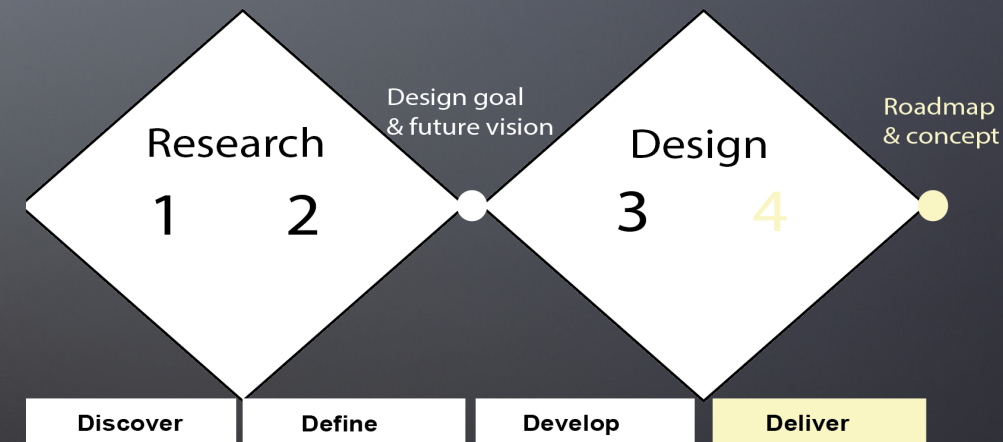 Research
1 2
Design goal
& future vision
Design
3 4
Roadmap
& concept
Discover
Define
Develop
Deliver